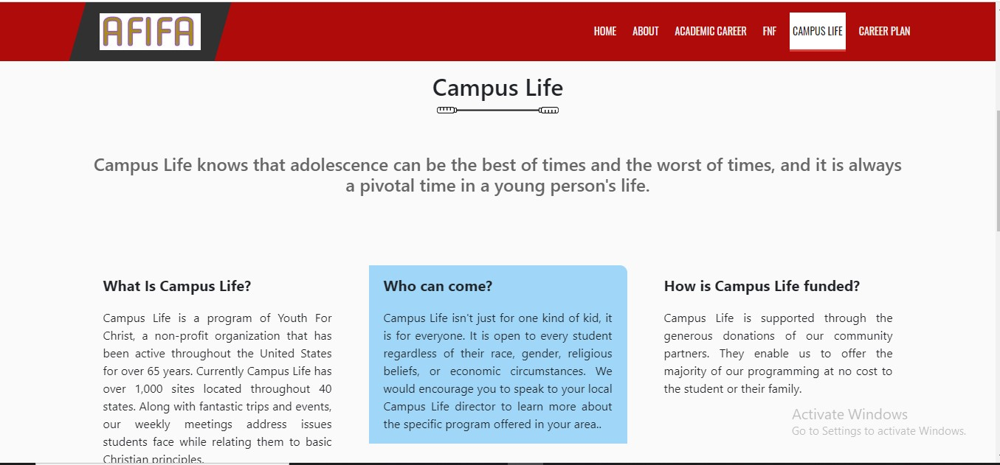 AFIFA
HOME ABOUT ACADEMIC CAREER FNF CAMPUS LIFE CAREER PLAN
Campus Life
Campus Life knows that adolescence can be the best of times and the worst of times, and it is always
a pivotal time in a young person's life.
What Is Campus Life?
Campus Life is a program of Youth For
Christ, a non-profit organization that has
been active throughout the United States
for over 65 years. Currently Campus Life has
over 1,000 sites located throughout 40
states. Along with fantastic trips and events,
our weekly meetings address issues
students face while relating them to basic
Christian principles.
Who can come?
Campus Life isn't just for one kind of kid, it
is for everyone. It is open to every student
regardless of their race, gender, religious
beliefs, or economic circumstances. We
would encourage you to speak to your local
Campus Life director to learn more about
the specific program offered in your area..
How is Campus Life funded?
Campus Life is supported through the
generous donations of our community
partners. They enable us to offer the
majority of our programming at no cost to
the student or their family.
Activate Windows
Go to Settings to activate Windows.